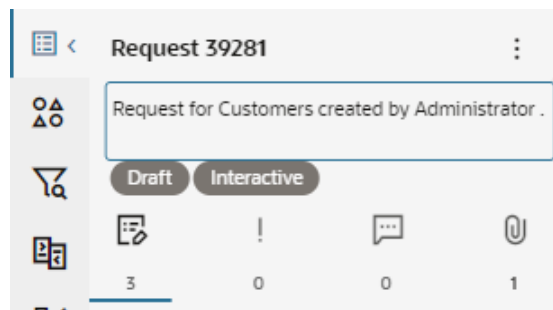 Request 39281
Request for Customers created by Administrator .
Draft Interactive
3 0 0 1